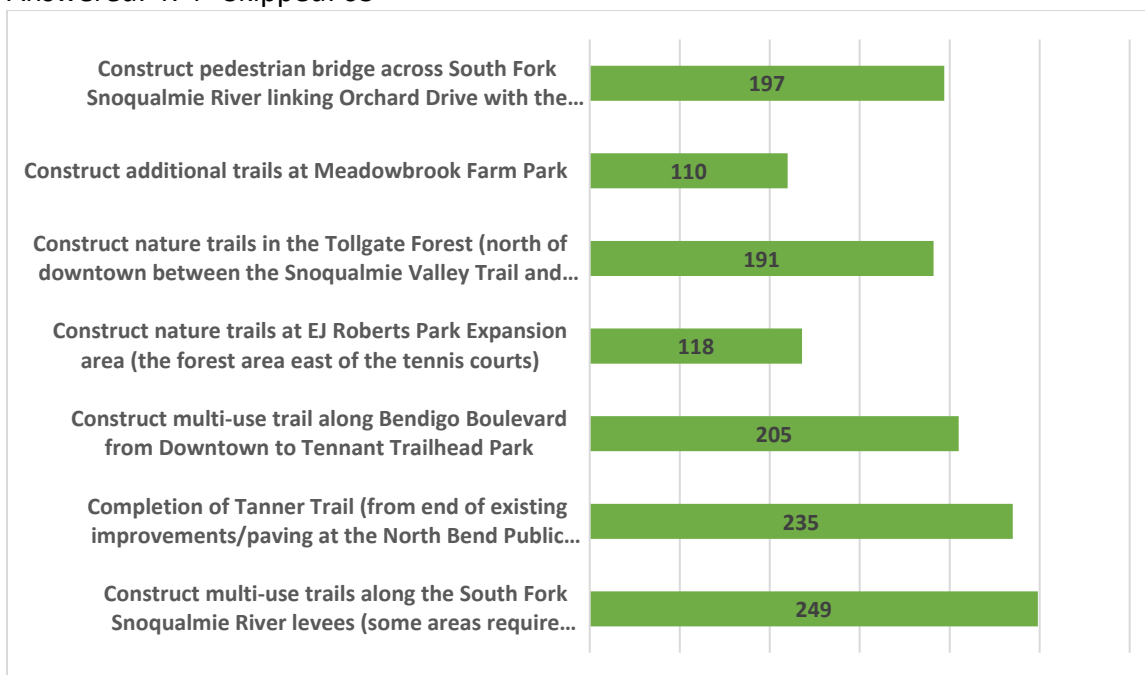 Construct pedestrian bridge across South Fork
Snoqualmie River linking Orchard Drive with the…
197
Construct additional trails at Meadowbrook Farm Park
110
Construct nature trails in the Tollgate Forest (north of
downtown between the Snoqualmie Valley Trail and…
191
Construct nature trails at EJ Roberts Park Expansion
area (the forest area east of the tennis courts)
118
Construct multi-use trail along Bendigo Boulevard
from Downtown to Tennant Trailhead Park
205
Completion of Tanner Trail (from end of existing
improvements/paving at the North Bend Public…
235
Construct multi-use trails along the South Fork
Snoqualmie River levees (some areas require…
249